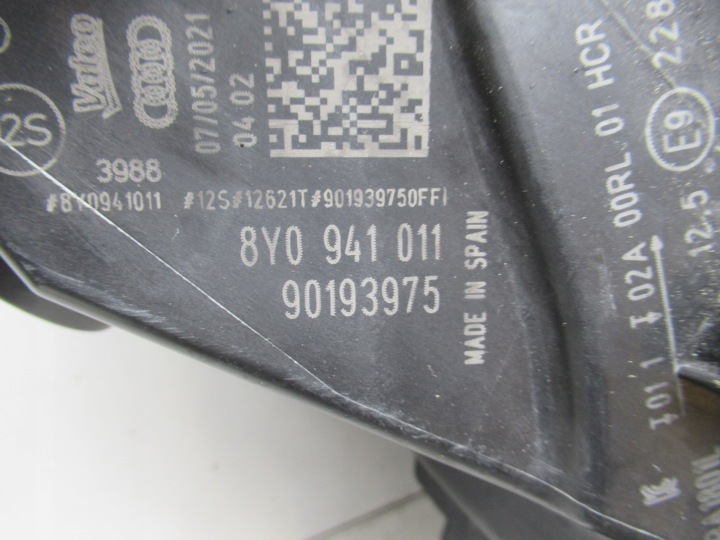 Valeo
07/05/2021
04 02
2S
3988
#8Y0941011 #12S#12621T#901939750FFI
8Y0 941 011
90193975
MADE IN SPAIN
02A 00RL 01 HCR
E9 228
12.5